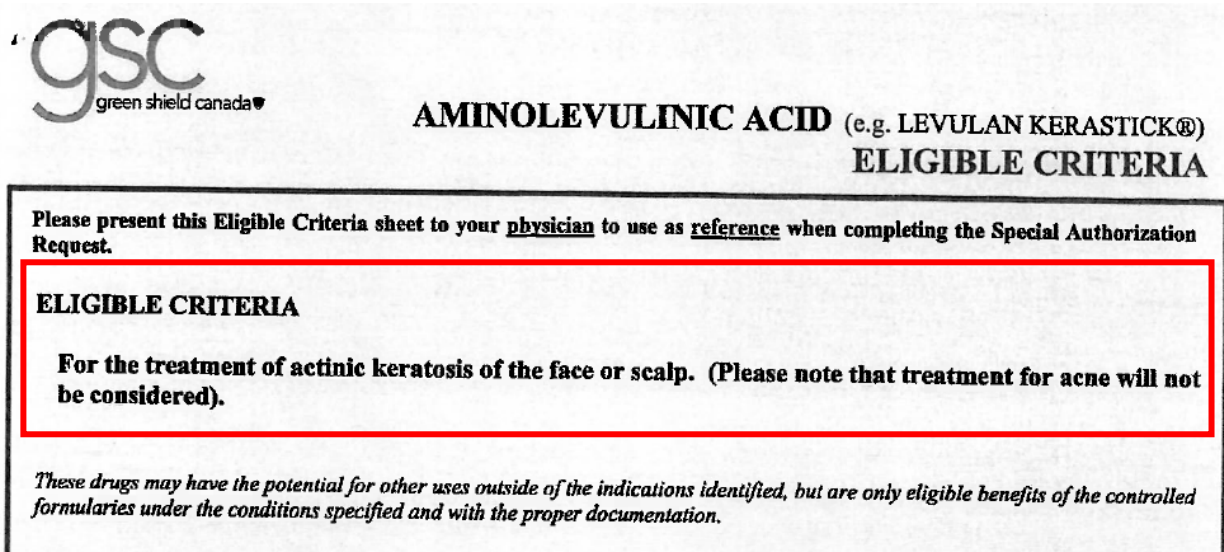 gsc
green shield canada
AMINOLEVULINIC ACID (e.g. LEVULAN KERASTICK®)
ELIGIBLE CRITERIA
Please present this Eligible Criteria sheet to your physician to use as reference when completing the Special Authorization
Request.
ELIGIBLE CRITERIA
For the treatment of actinic keratosis of the face or scalp. (Please note that treatment for acne will not
be considered).
These drugs may have the potential for other uses outside of the indications identified, but are only eligible benefits of the controlled
formularies under the conditions specified and with the proper documentation.